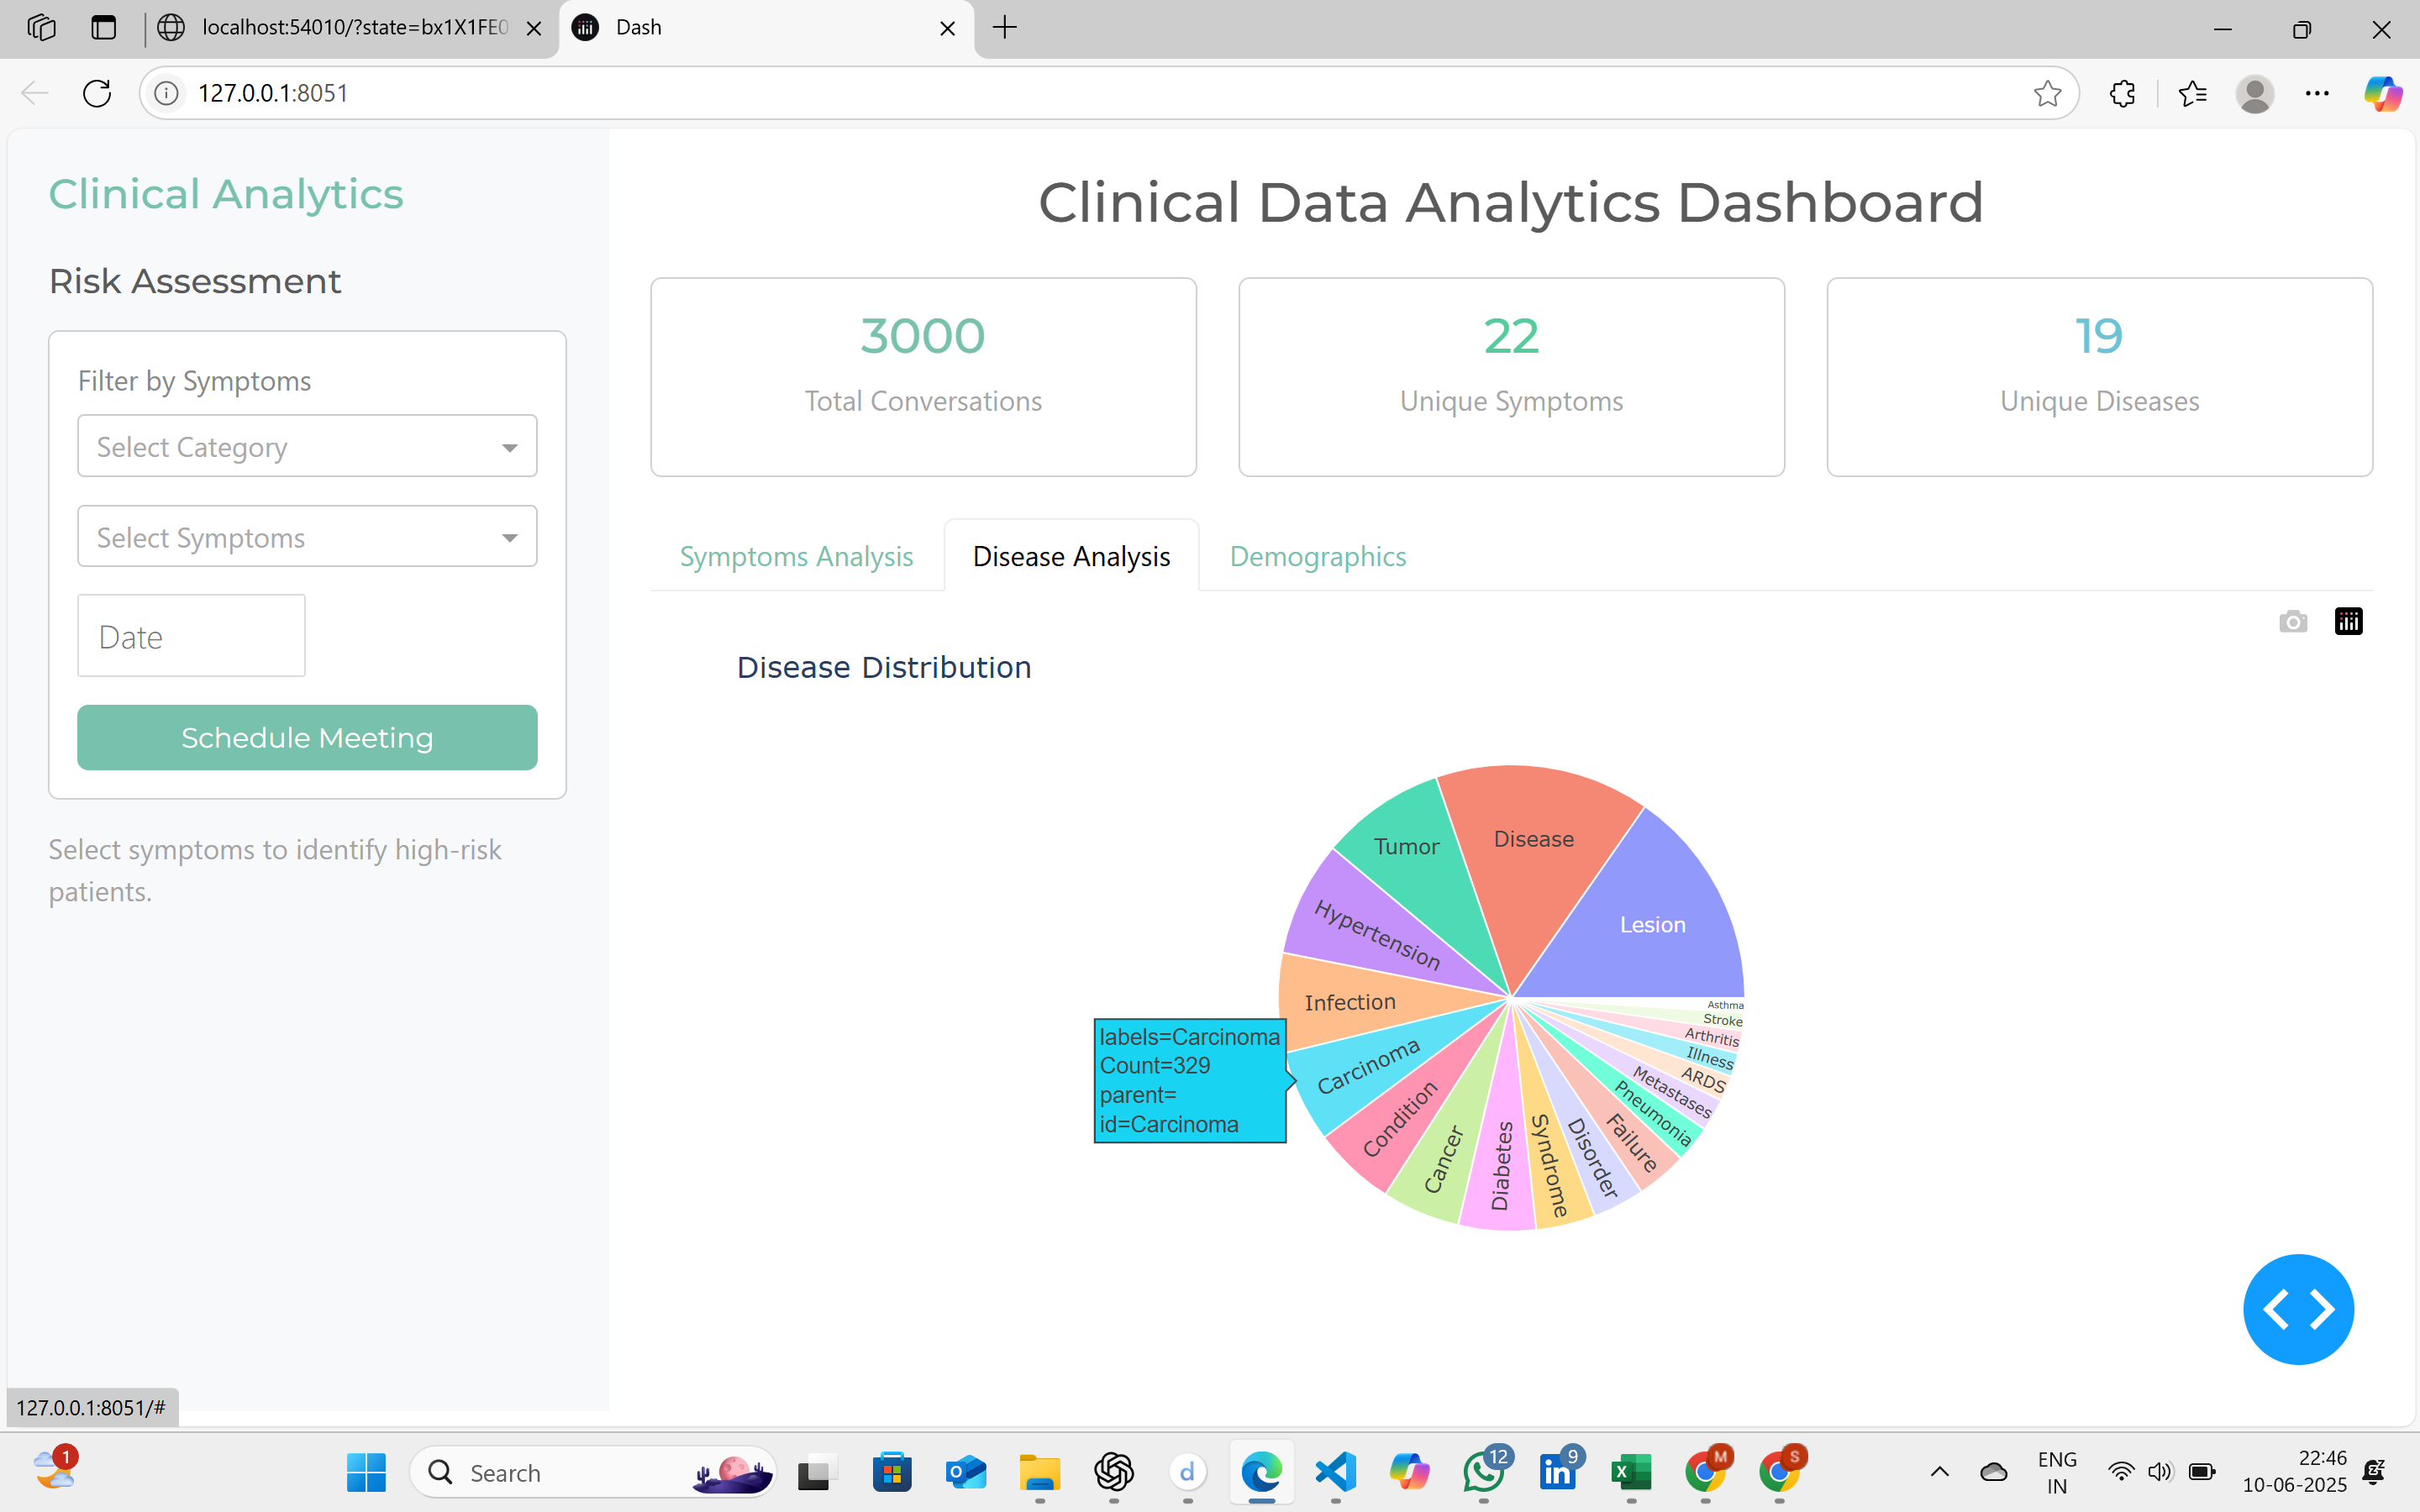 localhost:54010/?state=bx1X1FE0
Dash
127.0.0.1:8051
Clinical Analytics
Risk Assessment
Filter by Symptoms
Select Category
Select Symptoms
Date
Schedule Meeting
Select symptoms to identify high-risk
patients.
Clinical Data Analytics Dashboard
3000
Total Conversations
22
Unique Symptoms
19
Unique Diseases
Symptoms Analysis
Disease Analysis
Demographics
Disease Distribution
Disease
Tumor
Lesion
Hypertension
Infection
Carcinoma
Condition
Cancer
Diabetes
Syndrome
Disorder
Failure
Pneumonia
Metastases
ARDS
Illness
Arthritis
Stroke
Asthma
labels=Carcinoma
Count=329
parent=
id=Carcinoma
127.0.0.1:8051/#
1
Search
12
9
M
S
ENG
IN
22:46
10-06-2025